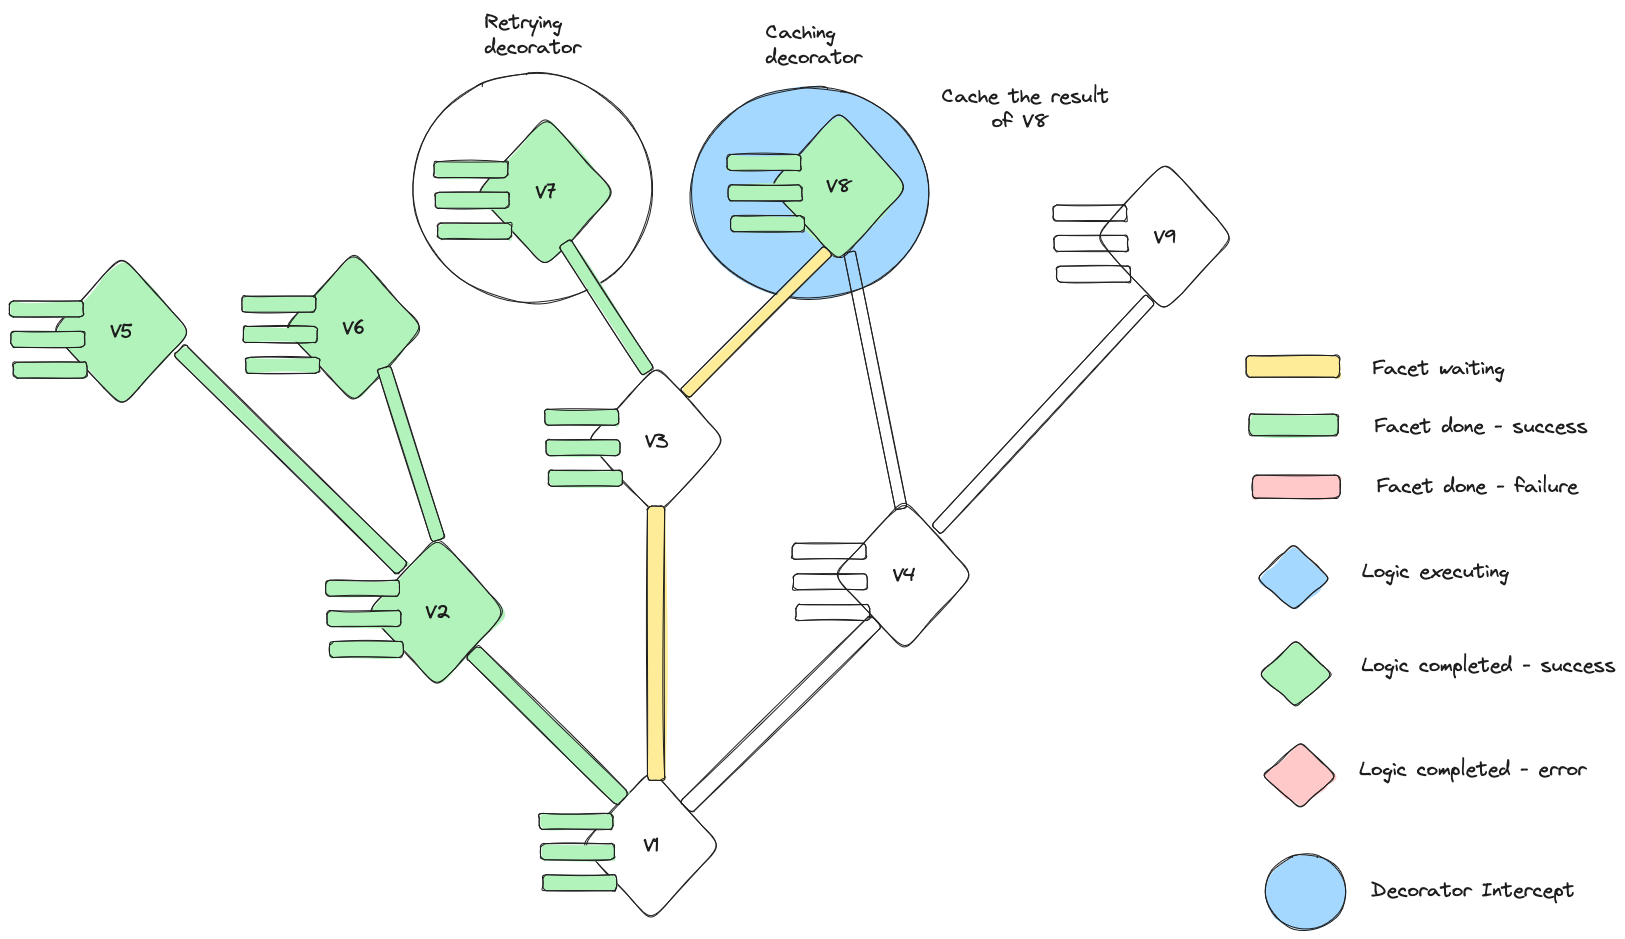 Retrying
decorator
Caching
decorator
Cache the result
of V8
V7
V8
V9
V5
V6
V3
V4
V2
V1
Facet waiting
Facet done - success
Facet done - failure
Logic executing
Logic completed - success
Logic completed - error
Decorator Intercept